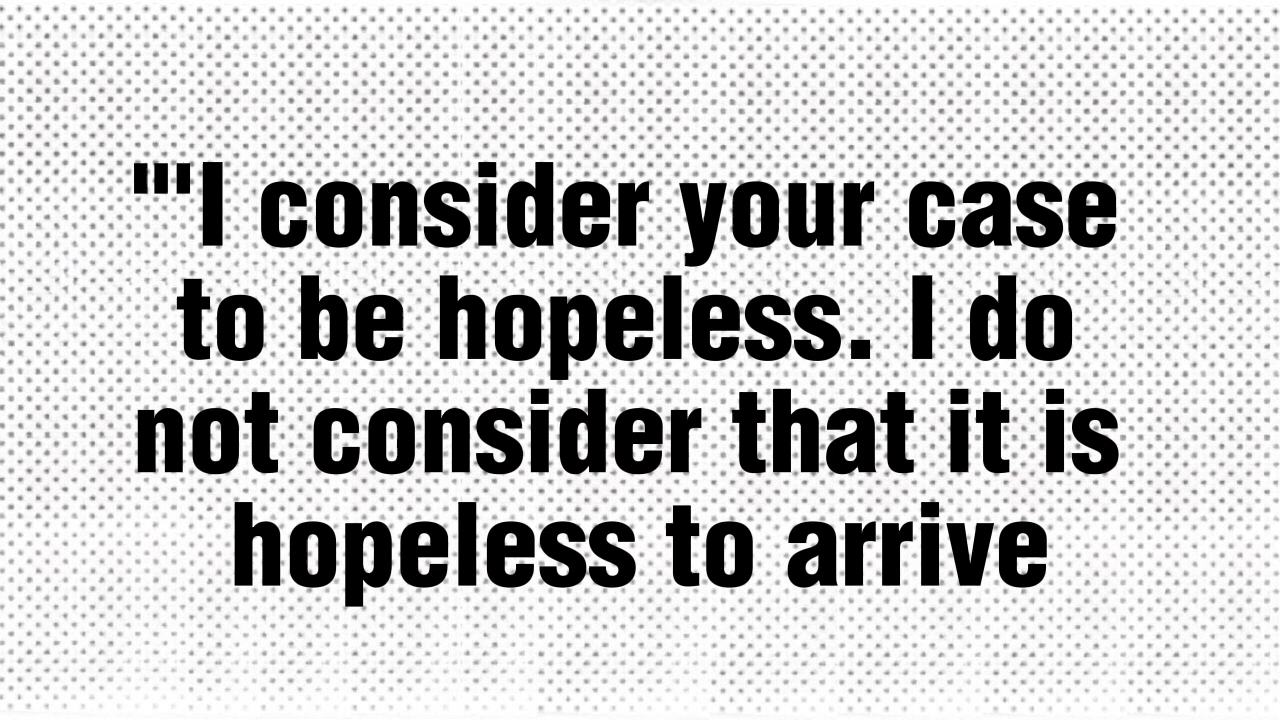 "'I consider your case
to be hopeless. I do
not consider that it is
hopeless to arrive